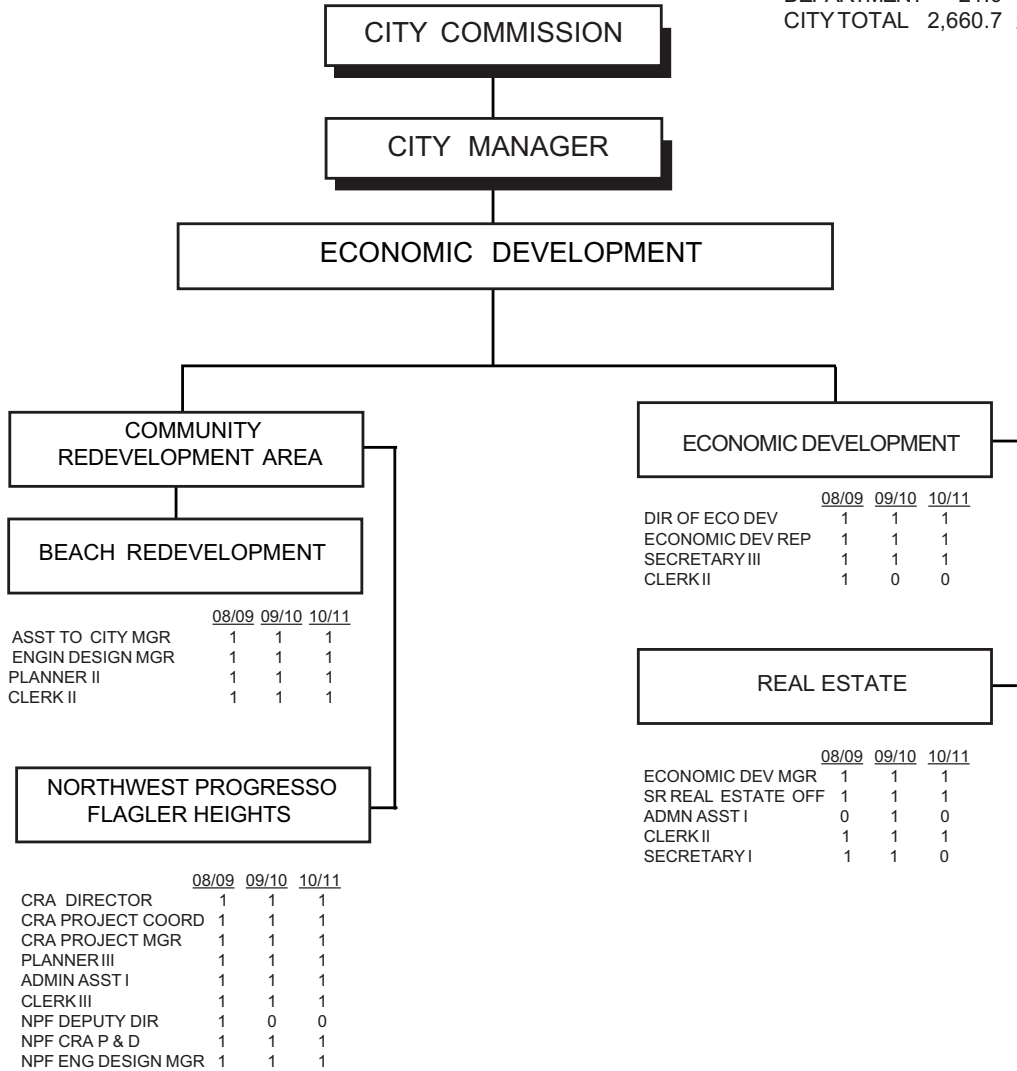 CITY TOTAL 2,660.7
CITY COMMISSION
CITY MANAGER
ECONOMIC DEVELOPMENT
COMMUNITY
REDEVELOPMENT AREA
BEACH REDEVELOPMENT
08/09 09/10 10/11
ASST TO CITY MGR 1 1 1
ENGIN DESIGN MGR 1 1 1
PLANNER II 1 1 1
CLERK II 1 1 1
NORTHWEST PROGRESSO
FLAGLER HEIGHTS
08/09 09/10 10/11
CRA DIRECTOR 1 1 1
CRA PROJECT COORD 1 1 1
CRA PROJECT MGR 1 1 1
PLANNER III 1 1 1
ADMIN ASST I 1 1 1
CLERK III 1 1 1
NPF DEPUTY DIR 1 0 0
NPF CRA P & D 1 1 1
NPF ENG DESIGN MGR 1 1 1
ECONOMIC DEVELOPMENT
08/09 09/10 10/11
DIR OF ECO DEV 1 1 1
ECONOMIC DEV REP 1 1 1
SECRETARY III 1 1 1
CLERK II 1 0 0
REAL ESTATE
08/09 09/10 10/11
ECONOMIC DEV MGR 1 1 1
SR REAL ESTATE OFF 1 1 1
ADMN ASST I 0 1 0
CLERK II 1 1 1
SECRETARY I 1 1 0